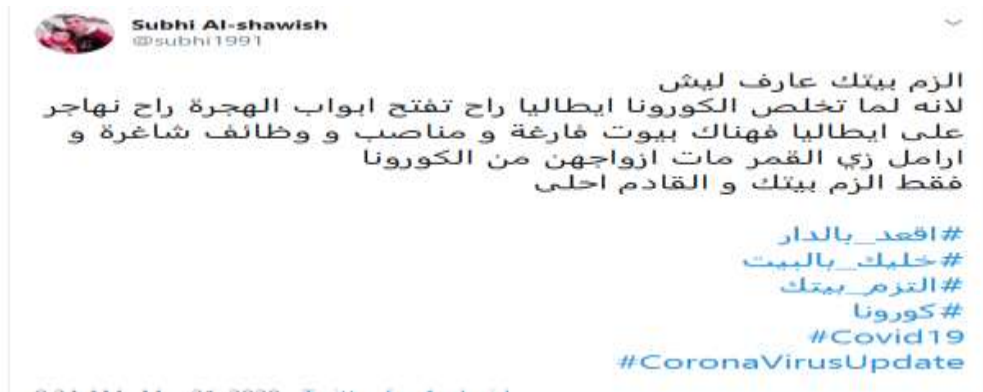 Subhi Al-shawish
@subhi1991
الزم بيتك عارف ليش
لانه لما تخلص الكورونا ايطاليا راح تفتح ابواب الهجرة راح نهاجر
على ايطاليا فهناك بيوت فارغة و مناصب و وظائف شاغرة و
ارامل زي القمر مات ازواجهن من الكورونا
فقط الزم بيتك و القادم احلى
#اقعد_بالدار
#خليك_بالبيت
#التزم_بيتك
#كورونا
#Covid19
#CoronaVirusUpdate